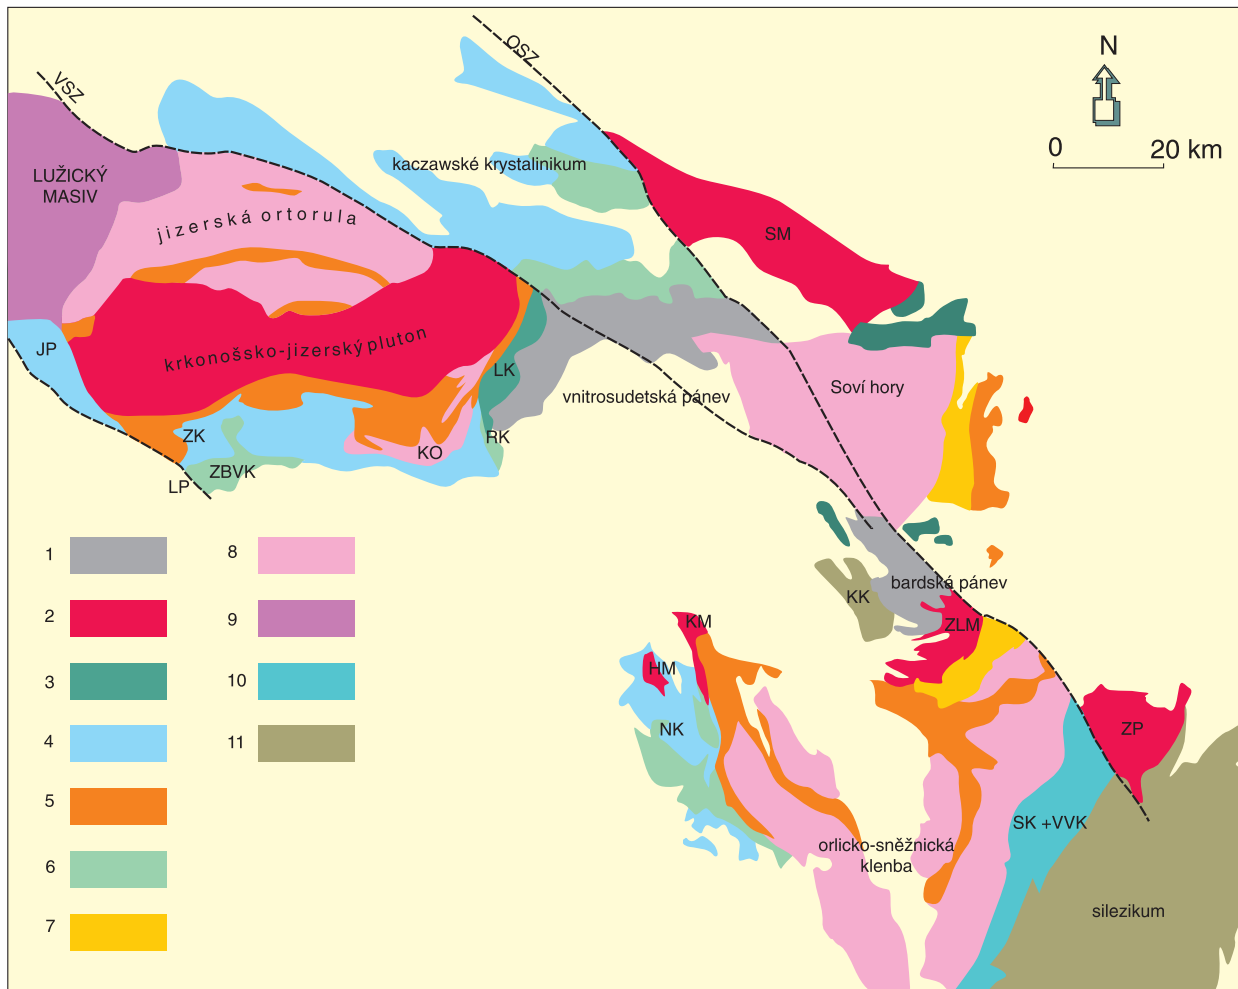 OSZ
N
VSZ
0 20 km
kaczawské krystalinikum
LUŽICKÝ
MASIV
jizerská ortorula
SM
JP
krkonošsko-jizerský pluton
LK
Soví hory
vnitrosudetská pánev
ZK
RK
KO
ZBVK
LP
1
8
bardská pánev
KK
2
9
KM
ZLM
HM
3
10
NK
ZP
4
11
5
SK +VVK
orlicko-sněžnická
klenba
6
silezikum
7